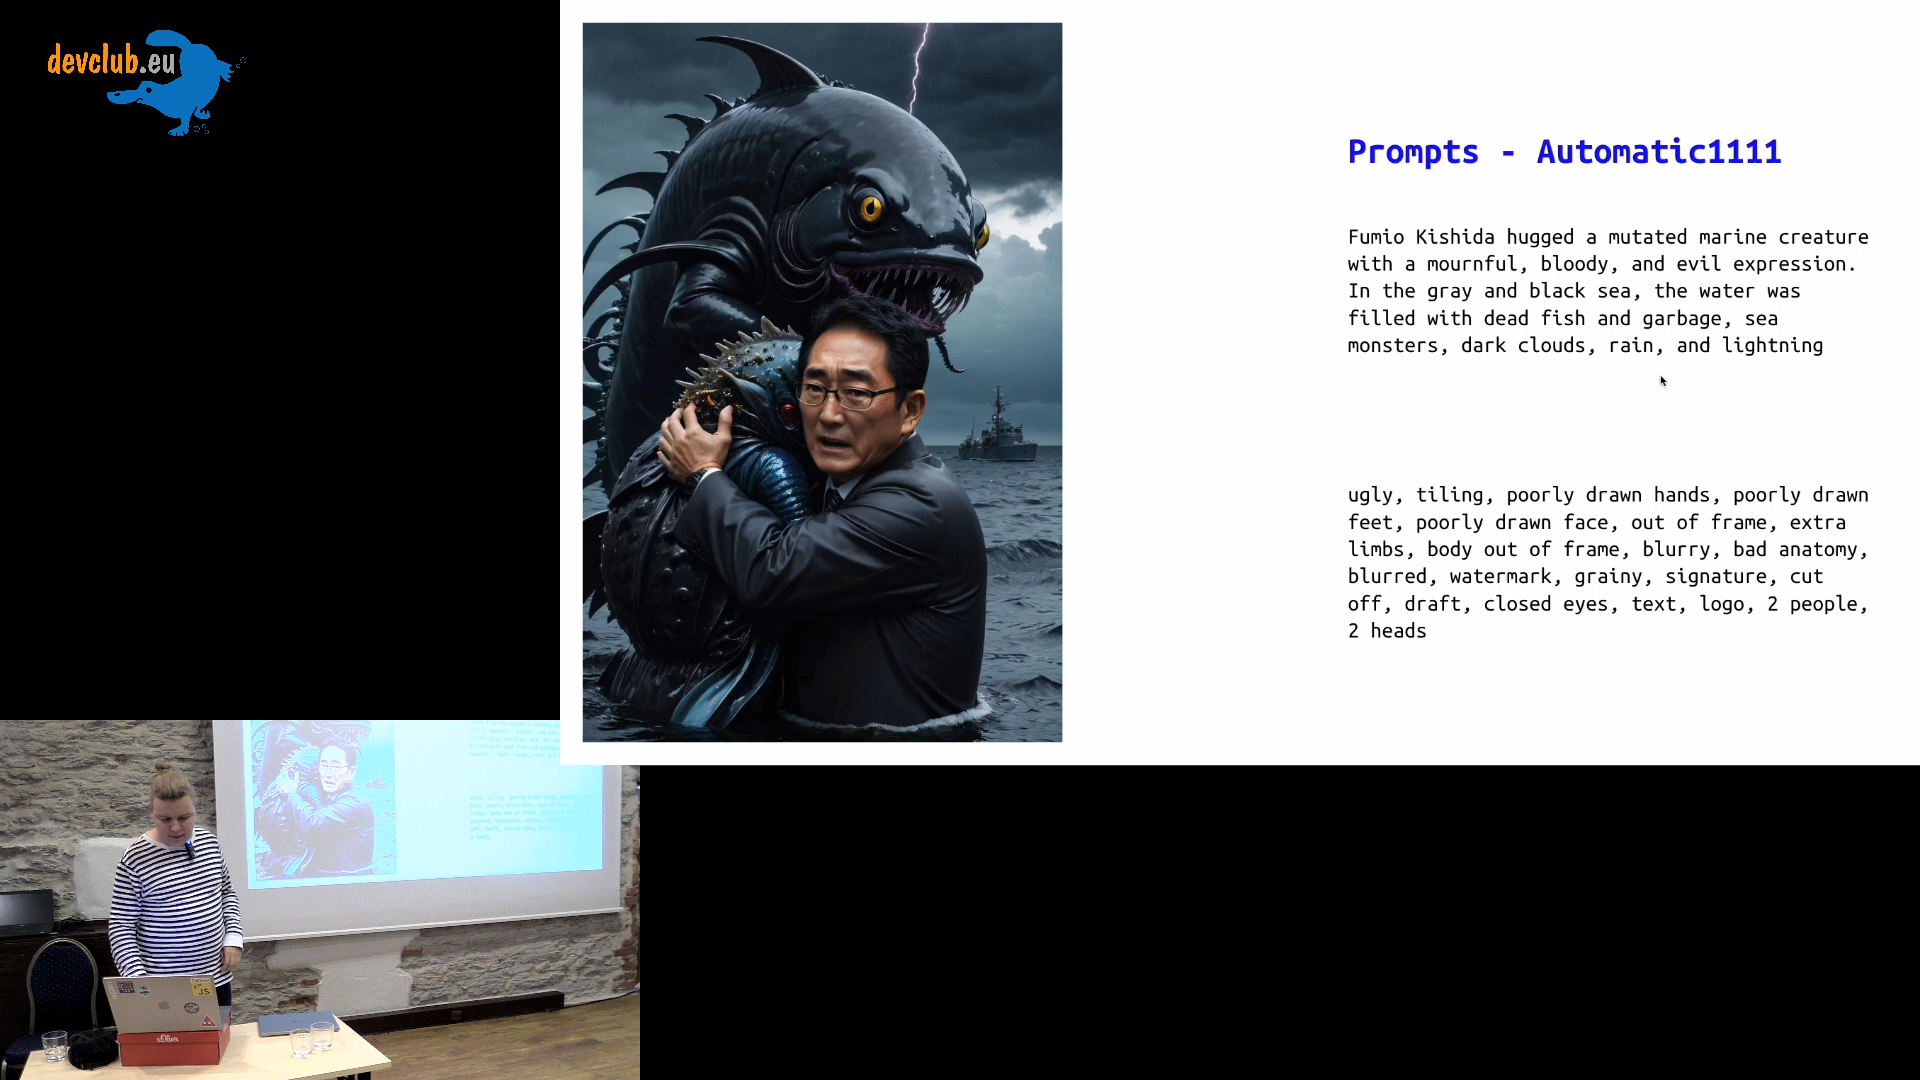 devclub.eu
Prompts - Automatic1111
Fumio Kishida hugged a mutated marine creature
with a mournful, bloody, and evil expression.
In the gray and black sea, the water was
filled with dead fish and garbage, sea
monsters, dark clouds, rain, and lightning
ugly, tiling, poorly drawn hands, poorly drawn
feet, poorly drawn face, out of frame, extra
limbs, body out of frame, blurry, bad anatomy,
blurred, watermark, grainy, signature, cut
off, draft, closed eyes, text, logo, 2 people,
2 heads
JS
s.Oliver